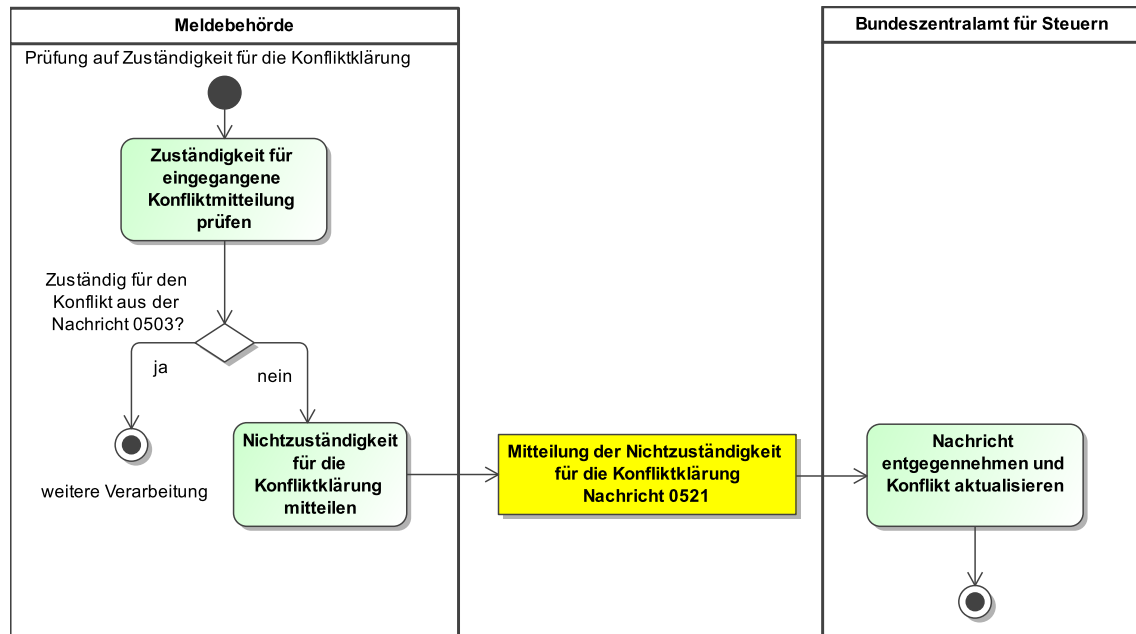 Meldebehörde
Bundeszentralamt für Steuern
Prüfung auf Zuständigkeit für die Konfliktklärung
Zuständigkeit für
eingegangene
Konfliktmitteilung
prüfen
Zuständig für den
Konflikt aus der
Nachricht 0503?
ja
nein
weitere Verarbeitung
Nichtzuständigkeit
für die
Konfliktklärung
mitteilen
Mitteilung der Nichtzuständigkeit
für die Konfliktklärung
Nachricht 0521
Nachricht
entgegennehmen und
Konflikt aktualisieren